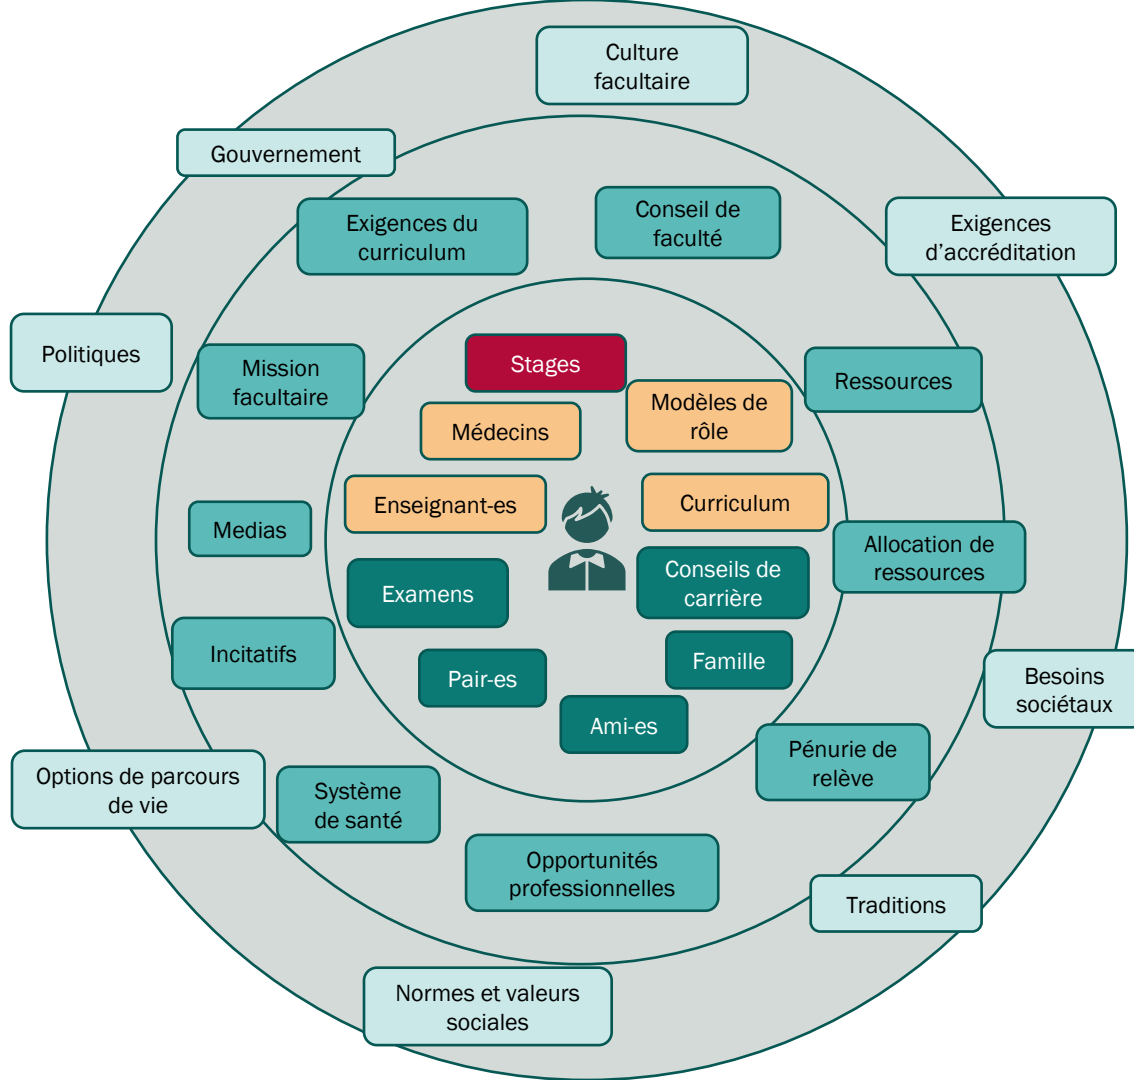 Culture
facultaire
Gouvernement
Exigences du
curriculum
Conseil de
faculté
Exigences
d'accréditation
Politiques
Mission
facultaire
Stages
Modèles de
rôle
Ressources
Médecins
Enseignant-es
Curriculum
Medias
Allocation de
ressources
Examens
Conseils de
carrière
Incitatifs
Pair-es
Famille
Besoins
sociétaux
Ami-es
Pénurie de
relève
Options de parcours
de vie
Système
de santé
Opportunités
professionnelles
Traditions
Normes et valeurs
sociales